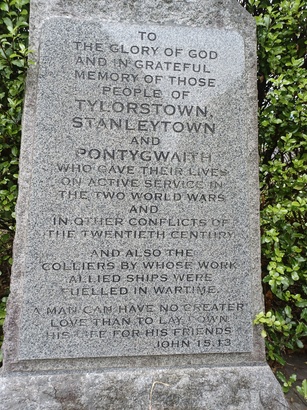 TO
THE GLORY OF GOD
AND IN GRATEFUL
MEMORY OF THOSE
PEOPLE OF
TYLORSTOWN,
STANLEYTOWN
AND
PONTYGWAITH
WHO GAVE THEIR LIVES
ON ACTIVE SERVICE IN
THE TWO WORLD WARS
AND
IN OTHER CONFLICTS OF
THE TWENTIETH CENTURY
AND ALSO THE
COLLIERS BY WHOSE WORK
ALLIED SHIPS WERE
FUELLED IN WARTIME.
A MAN CAN HAVE NO GREATER
LOVE THAN TO LAY DOWN
HIS LIFE FOR HIS FRIENDS
JOHN 15.13